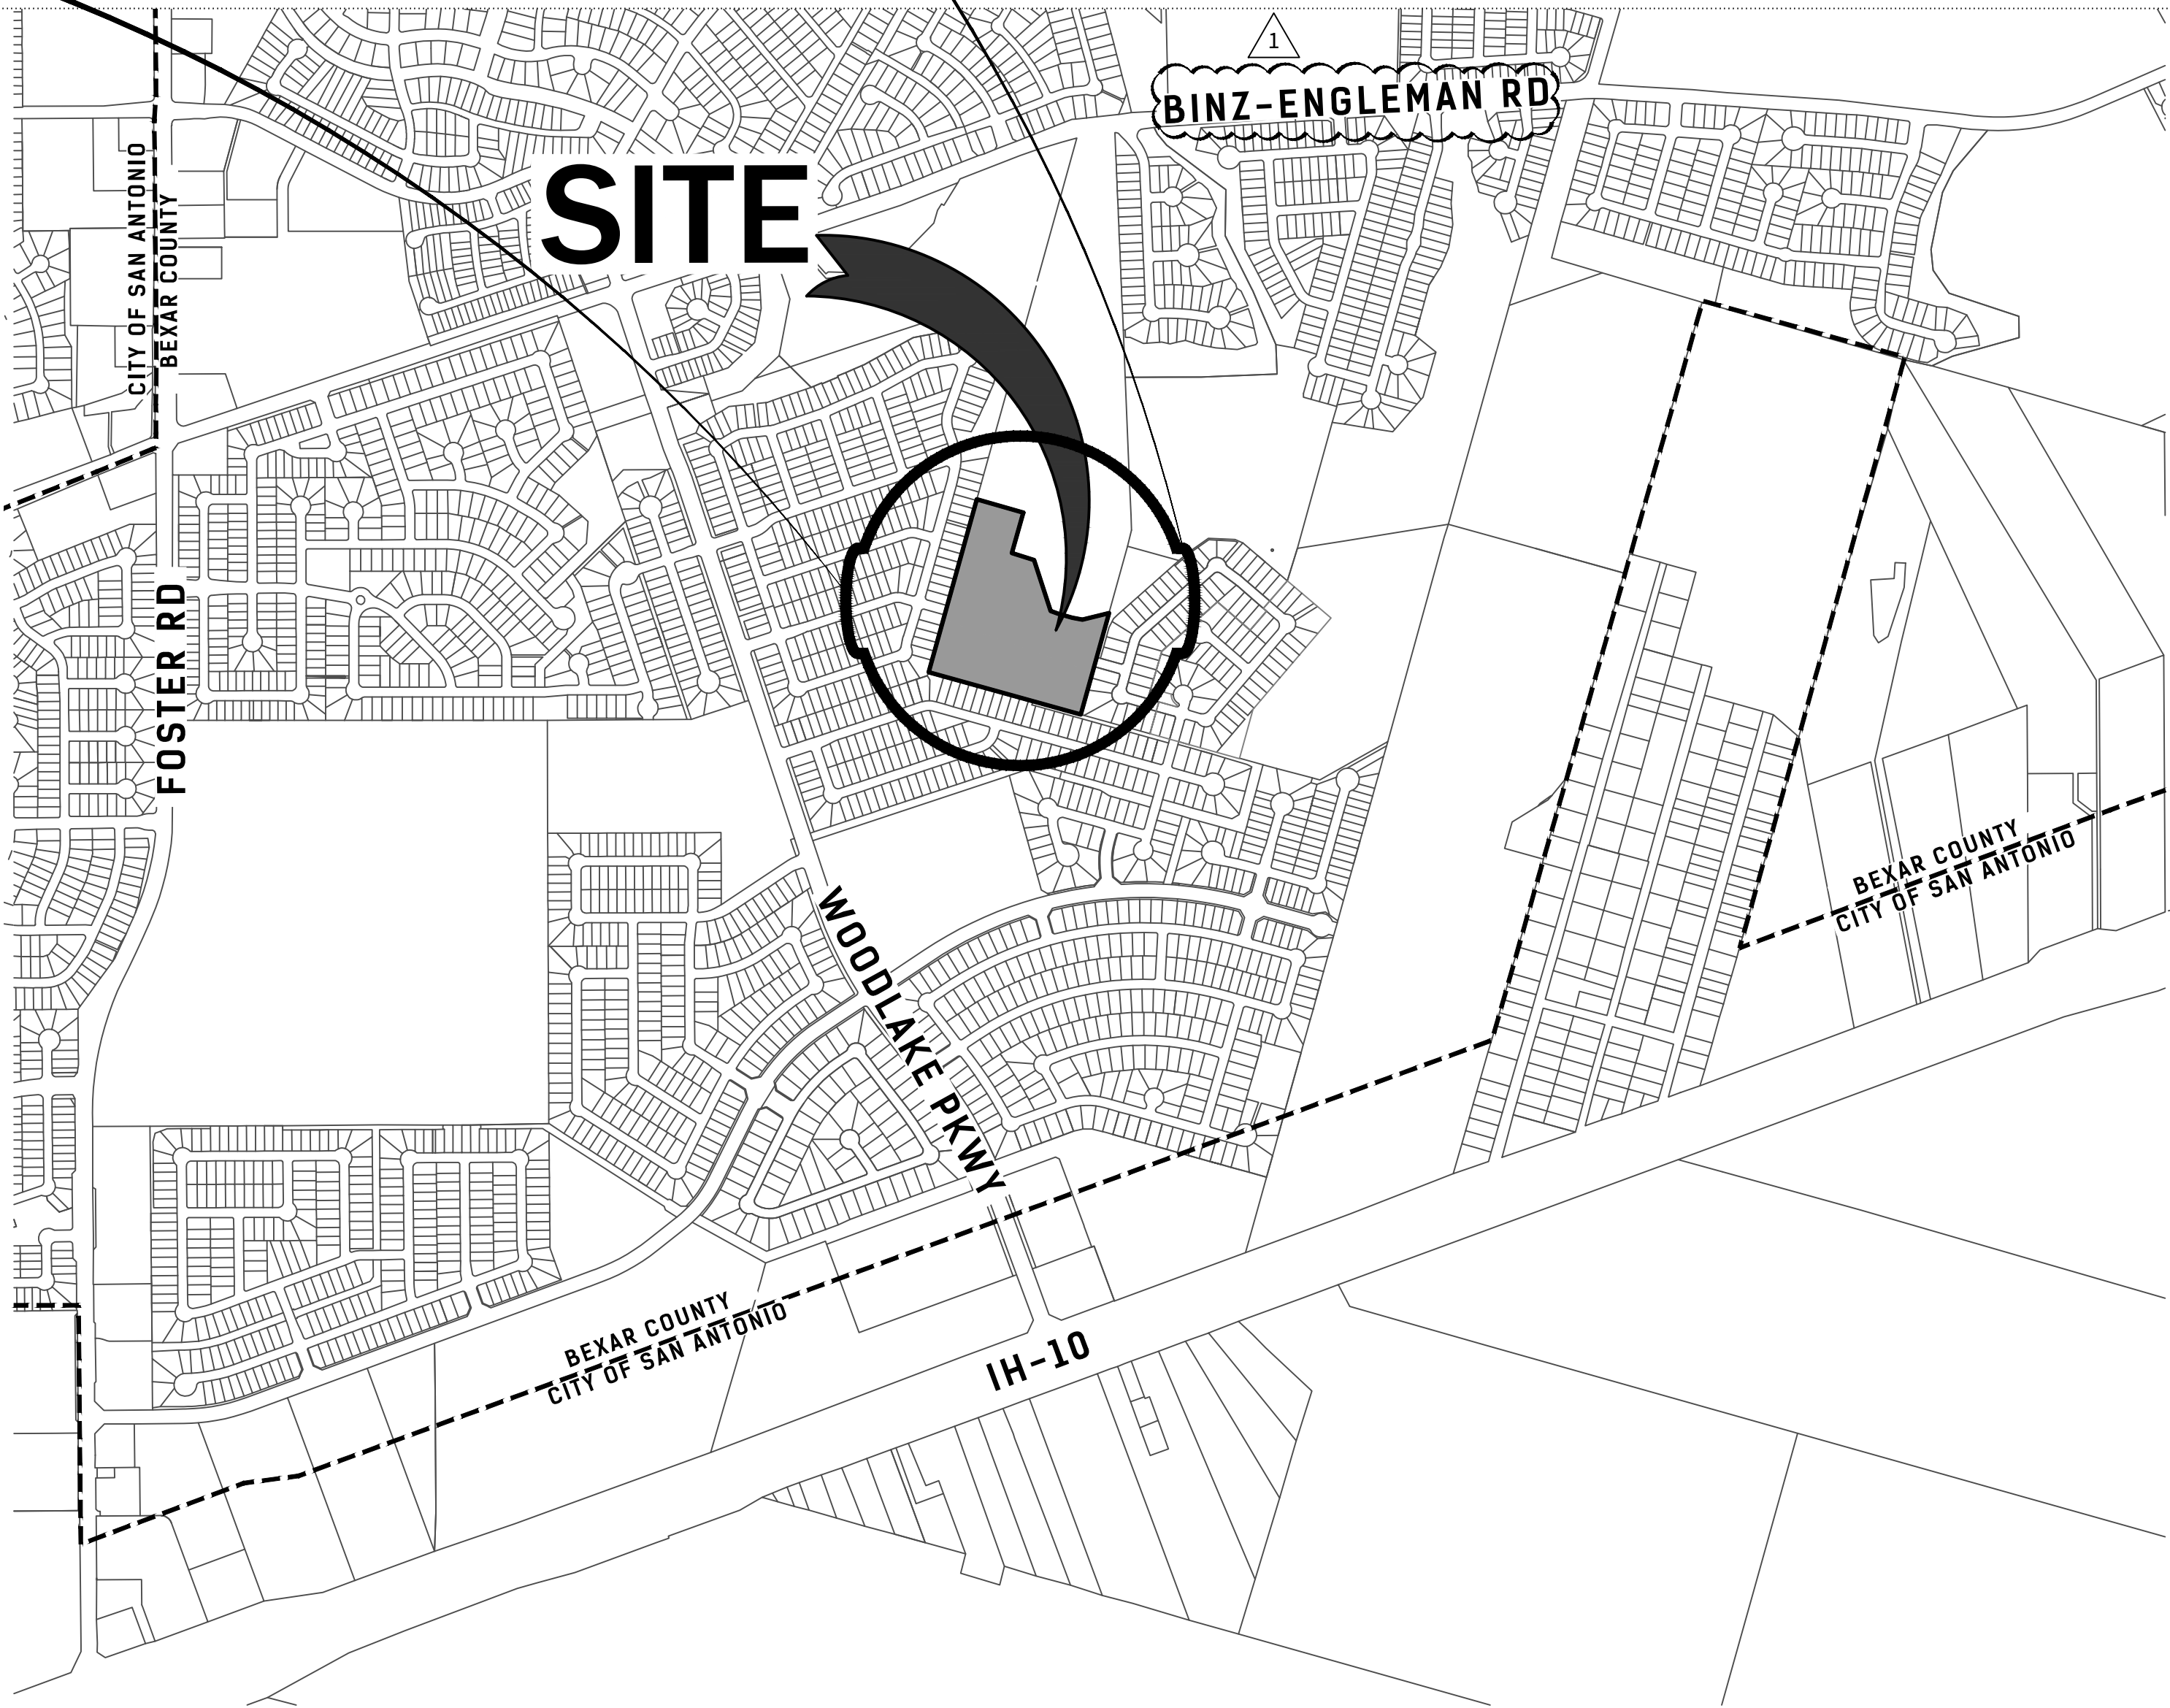 1
BINZ-ENGLEMAN RD
SITE
CITY OF SAN ANTONIO
BEXAR COUNTY
FOSTER RD
WOODLAKE PKWY
BEXAR COUNTY
CITY OF SAN ANTONIO
BEXAR COUNTY
CITY OF SAN ANTONIO
IH-10